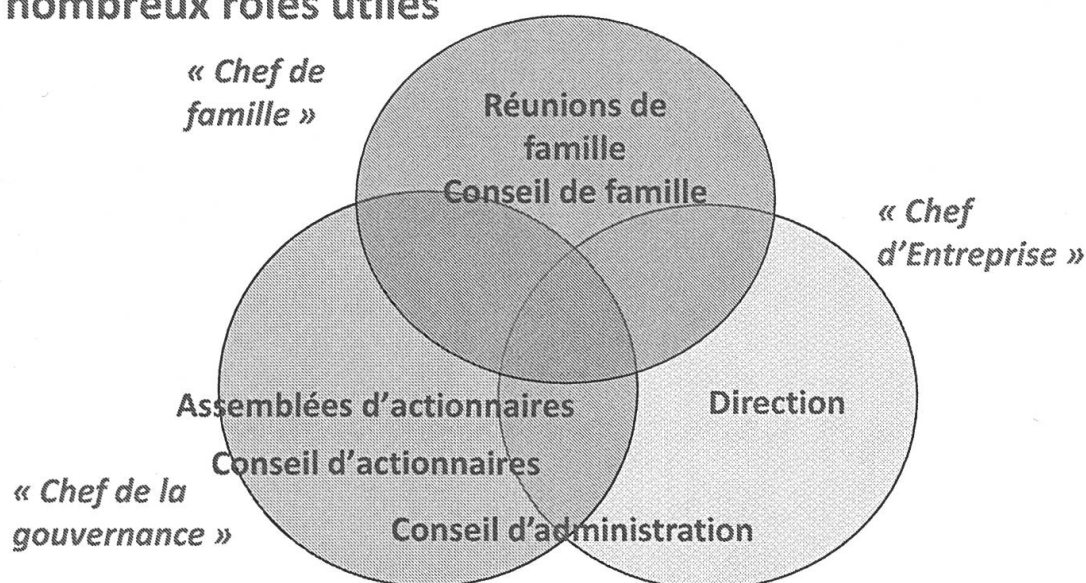 nombreux rôles utiles
« Chef de
famille »
Réunions de
famille
Conseil de famille
« Chef
d’Entreprise »
Assemblées d’actionnaires
Direction
Conseil d’actionnaires
« Chef de la
gouvernance »
Conseil d’administration